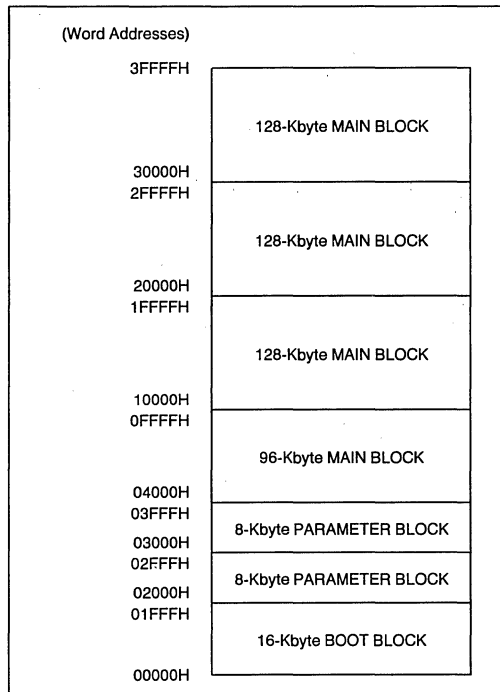 (Word Addresses)
3FFFFH
128-Kbyte MAIN BLOCK
30000H
2FFFFH
128-Kbyte MAIN BLOCK
20000H
1FFFFH
128-Kbyte MAIN BLOCK
10000H
0FFFFH
96-Kbyte MAIN BLOCK
04000H
03FFFH
8-Kbyte PARAMETER BLOCK
03000H
02FFFH
8-Kbyte PARAMETER BLOCK
02000H
01FFFH
16-Kbyte BOOT BLOCK
00000H